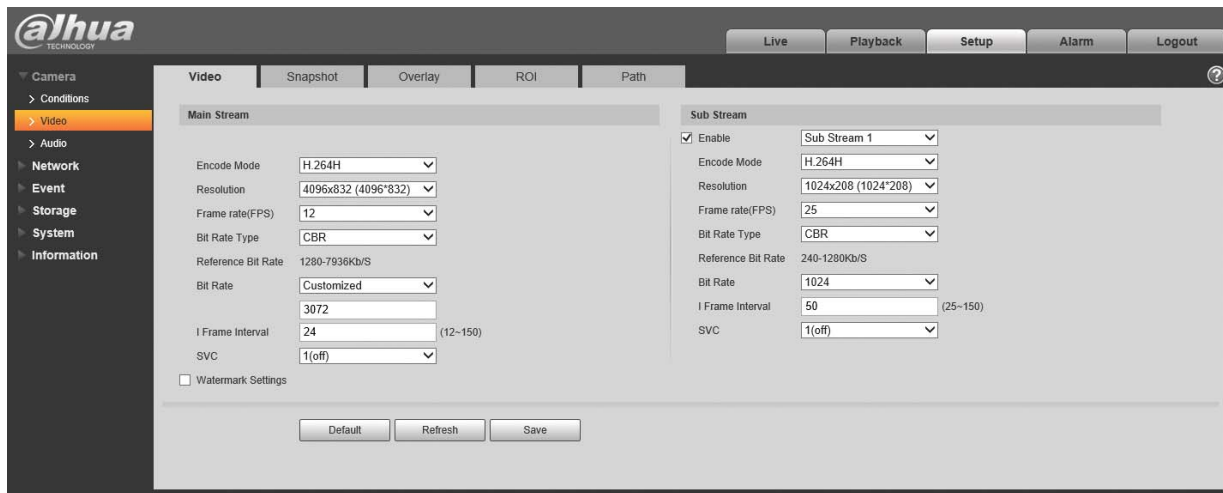 alhua
TECHNOLOGY
Live Playback Setup Alarm Logout
Camera
> Conditions
> Video
> Audio
Network
Event
Storage
System
Information
Video Snapshot Overlay ROI Path
?
Main Stream
Encode Mode H.264H
Resolution 4096x832 (4096*832)
Frame rate(FPS) 12
Bit Rate Type CBR
Reference Bit Rate 1280-7936Kb/S
Bit Rate Customized
3072
I Frame Interval 24 (12~150)
SVC 1(off)
Watermark Settings
Sub Stream
Enable Sub Stream 1
Encode Mode H.264H
Resolution 1024x208 (1024*208)
Frame rate(FPS) 25
Bit Rate Type CBR
Reference Bit Rate 240-1280Kb/S
Bit Rate 1024
I Frame Interval 50 (25~150)
SVC 1(off)
Default Refresh Save